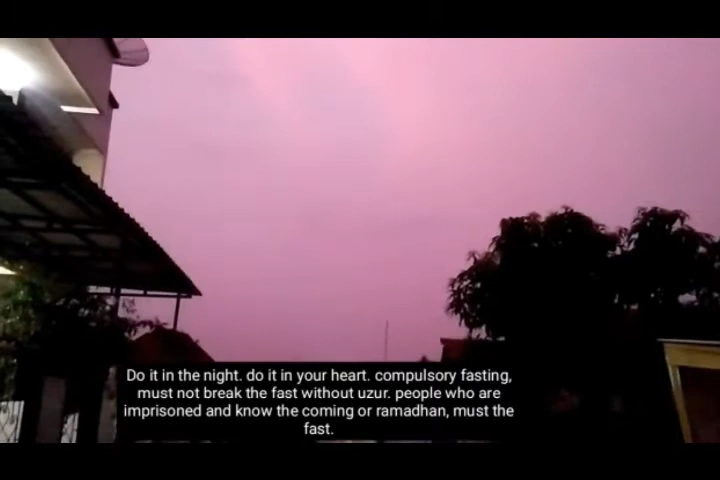 Do it in the night. do it in your heart. compulsory fasting,
must not break the fast without uzur. people who are
imprisoned and know the coming or ramadhan, must the
fast.